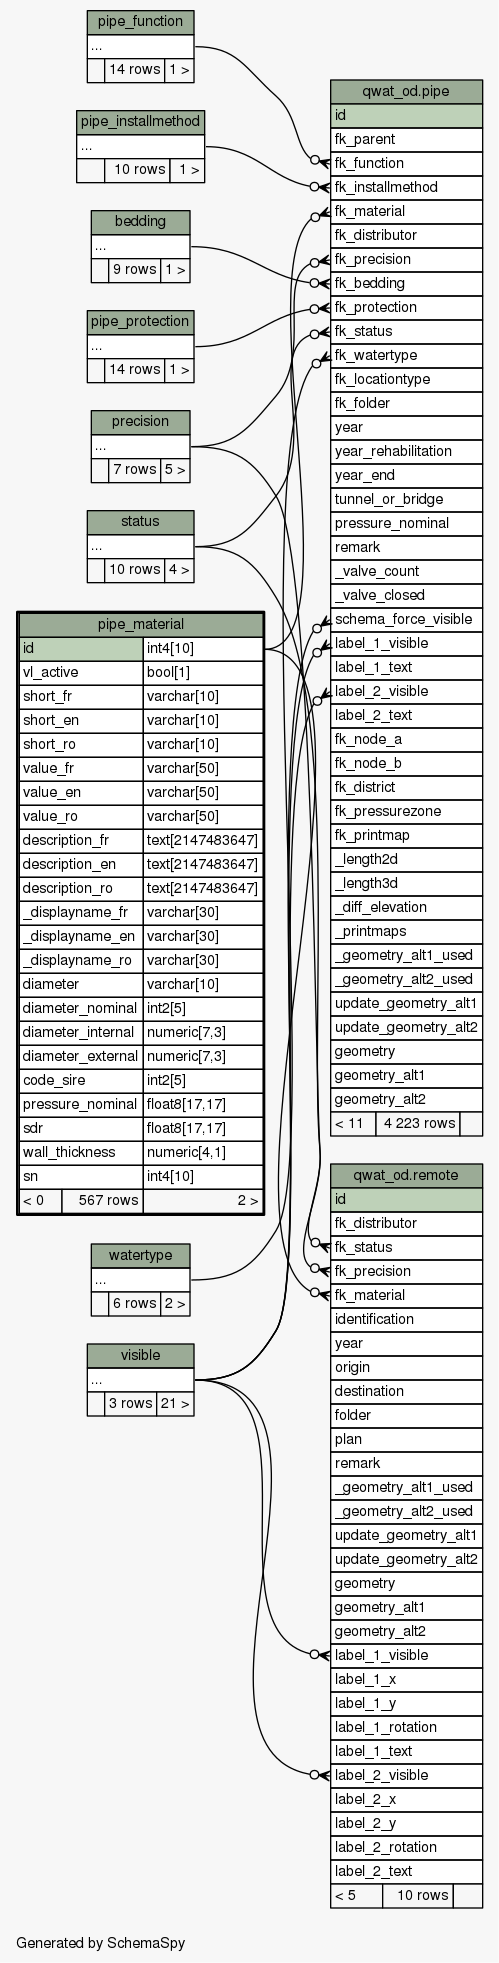 pipe_function
...
14 rows 1 >
pipe_installmethod
...
10 rows 1 >
bedding
...
9 rows 1 >
pipe_protection
...
14 rows 1 >
precision
...
7 rows 5 >
status
...
10 rows 4 >
pipe_material
id int4[10]
vl_active bool[1]
short_fr varchar[10]
short_en varchar[10]
short_ro varchar[10]
value_fr varchar[50]
value_en varchar[50]
value_ro varchar[50]
description_fr text[2147483647]
description_en text[2147483647]
description_ro text[2147483647]
_displayname_fr varchar[30]
_displayname_en varchar[30]
_displayname_ro varchar[30]
diameter varchar[10]
diameter_nominal int2[5]
diameter_internal numeric[7,3]
diameter_external numeric[7,3]
code_sire int2[5]
pressure_nominal float8[17,17]
sdr float8[17,17]
wall_thickness numeric[4,1]
sn int4[10]
< 0 567 rows 2 >
watertype
...
6 rows 2 >
visible
...
3 rows 21 >
qwat_od.pipe
id
fk_parent
fk_function
fk_installmethod
fk_material
fk_distributor
fk_precision
fk_bedding
fk_protection
fk_status
fk_watertype
fk_locationtype
fk_folder
year
year_rehabilitation
year_end
tunnel_or_bridge
pressure_nominal
remark
_valve_count
_valve_closed
schema_force_visible
label_1_visible
label_1_text
label_2_visible
label_2_text
fk_node_a
fk_node_b
fk_district
fk_pressurezone
fk_printmap
_length2d
_length3d
_diff_elevation
_printmaps
_geometry_alt1_used
_geometry_alt2_used
update_geometry_alt1
update_geometry_alt2
geometry
geometry_alt1
geometry_alt2
< 11 4 223 rows
qwat_od.remote
id
fk_distributor
fk_status
fk_precision
fk_material
identification
year
origin
destination
folder
plan
remark
_geometry_alt1_used
_geometry_alt2_used
update_geometry_alt1
update_geometry_alt2
geometry
geometry_alt1
geometry_alt2
label_1_visible
label_1_x
label_1_y
label_1_rotation
label_1_text
label_2_visible
label_2_x
label_2_y
label_2_rotation
label_2_text
< 5 10 rows
Generated by SchemaSpy